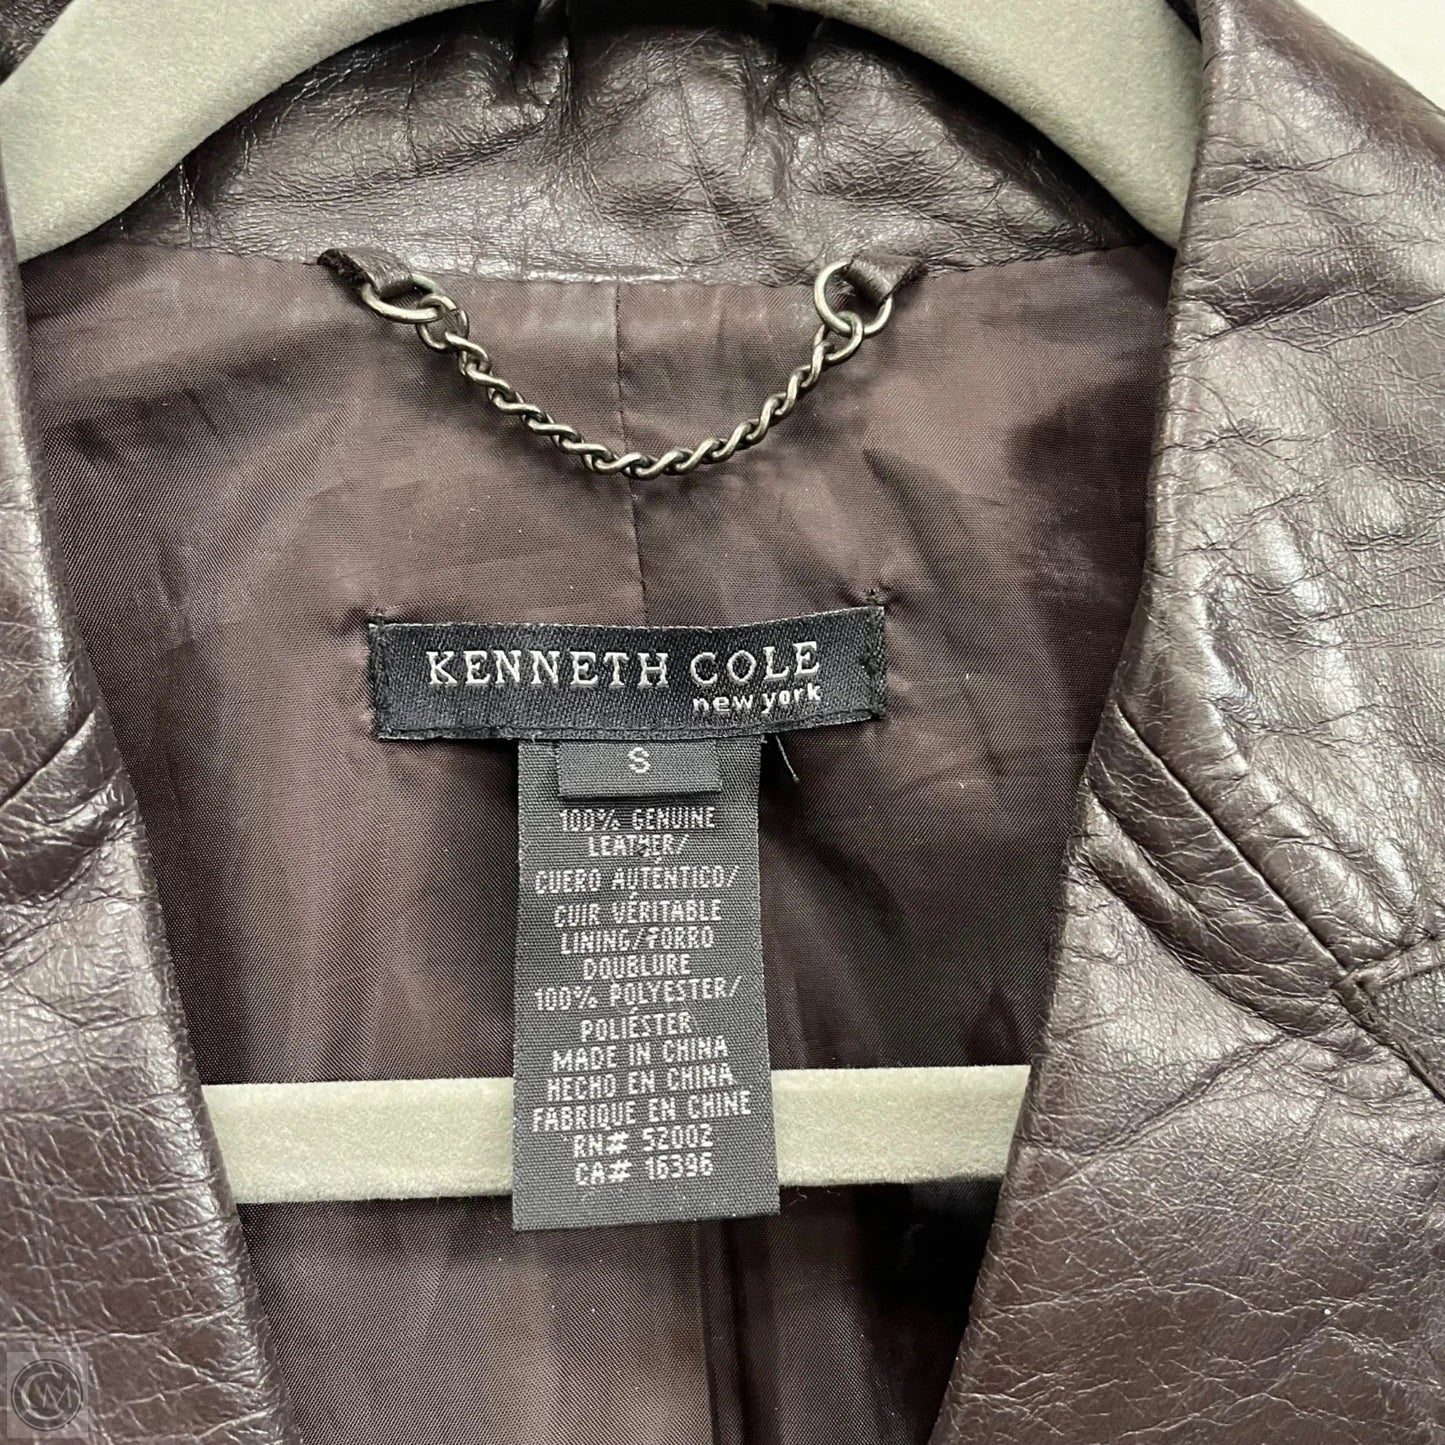 KENNETH COLE
new york
S
100% GENUINE
LEATHER/
CUERO AUTÉNTICO/
CUIR VÉRITABLE
LINING/FORRO
DOUBLURE
100% POLYESTER/
POLIÉSTER
MADE IN CHINA
HECHO EN CHINA
FABRIQUE EN CHINE
RN# 52002
CA# 16396